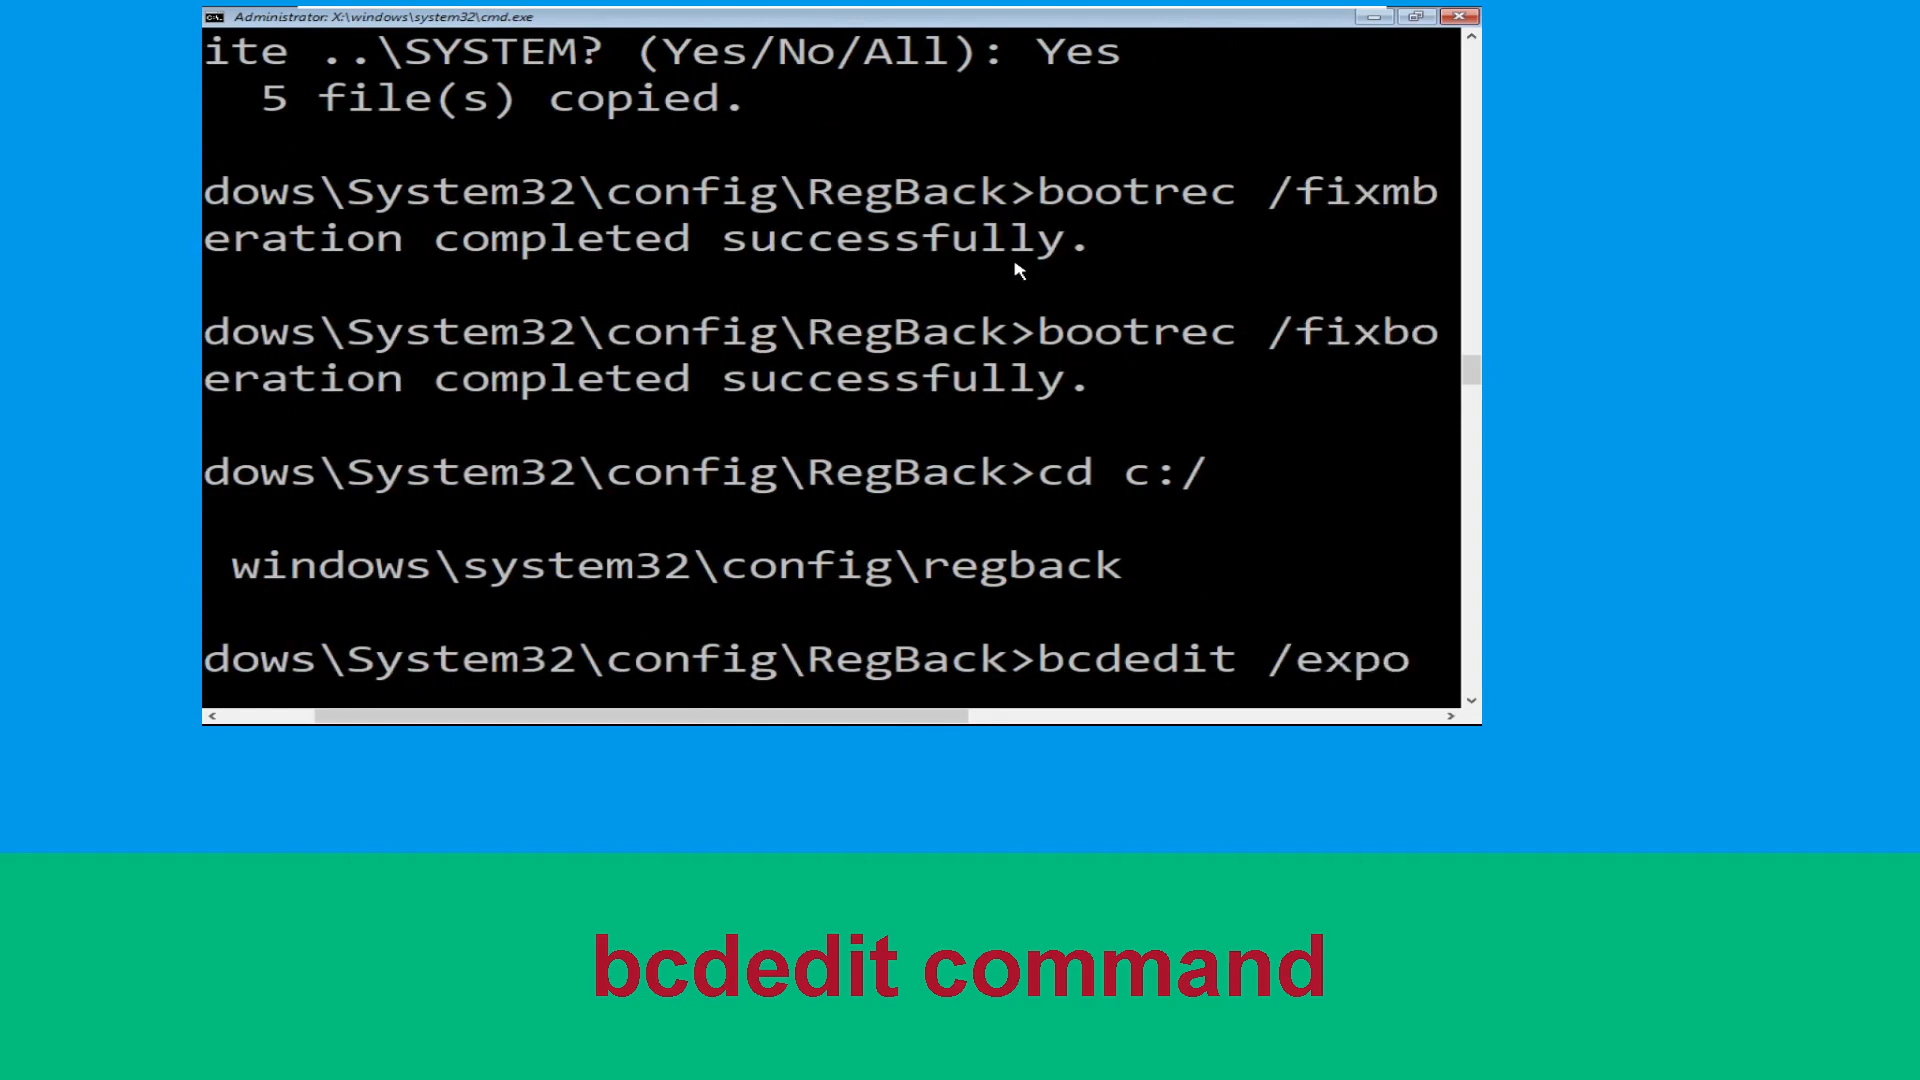 Administrator: X:\windows\system32\cmd.exe
ite ..\SYSTEM? (Yes/No/All): Yes
5 file(s) copied.
dows\System32\config\RegBack>bootrec /fixmb
eration completed successfully.
dows\System32\config\RegBack>bootrec /fixbo
eration completed successfully.
dows\System32\config\RegBack>cd c:/
windows\system32\config\regback
dows\System32\config\RegBack>bcdedit /expo
bcdedit command